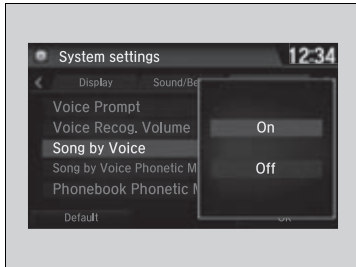 System settings
12:34
Display Sound/Be
Voice Prompt
Voice Recog. Volume
On
Song by Voice
Song by Voice Phonetic M
Off
Phonebook Phonetic M
Default